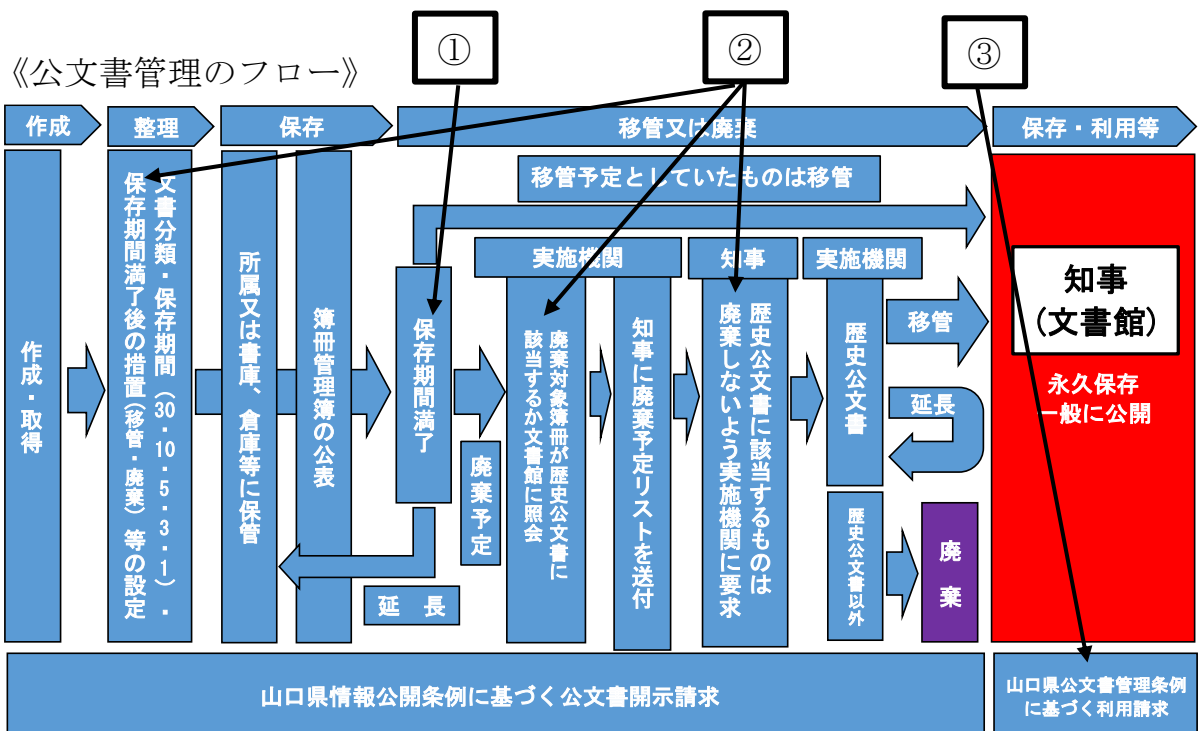 ①
②
③
《公文書管理のフロー》
作成
整理
保存
移管又は廃棄
保存・利用等
移管予定としていたものは移管
作成・取得
文書分類・保存期間（30・10・5・3・1）・
保存期間満了後の措置（移管・廃棄）等の設定
所属又は書庫、倉庫等に保管
簿冊管理簿の公表
保存期間満了
延　長
廃棄予定
実施機関
廃棄対象簿冊が歴史公文書に
該当するか文書館に照会
知事に廃棄予定リストを送付
知事
歴史公文書に該当するものは
廃棄しないよう実施機関に要求
実施機関
歴史公文書
歴史公文書以外
移管
延長
廃棄
知事
(文書館)
永久保存
一般に公開
山口県情報公開条例に基づく公文書開示請求
山口県公文書管理条例
に基づく利用請求